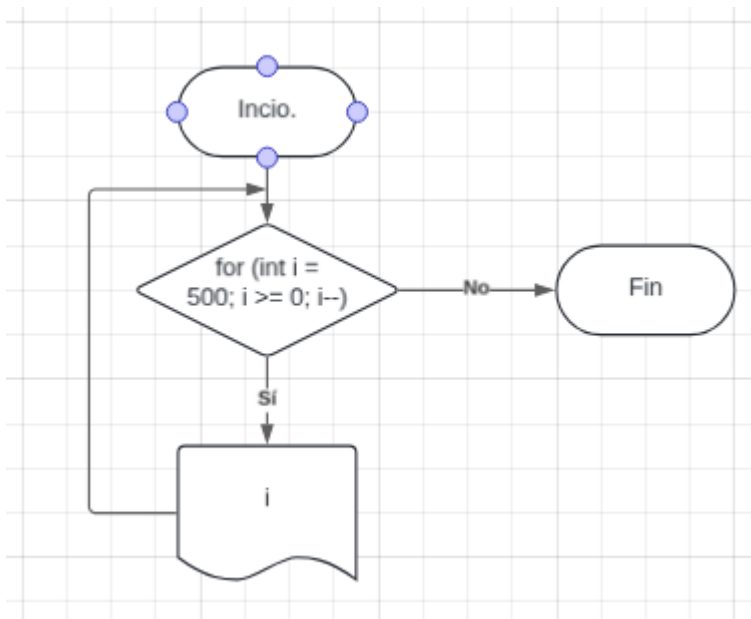 Incio.
for (int i =
500; i >= 0; i--)
No
Fin
Sí
i